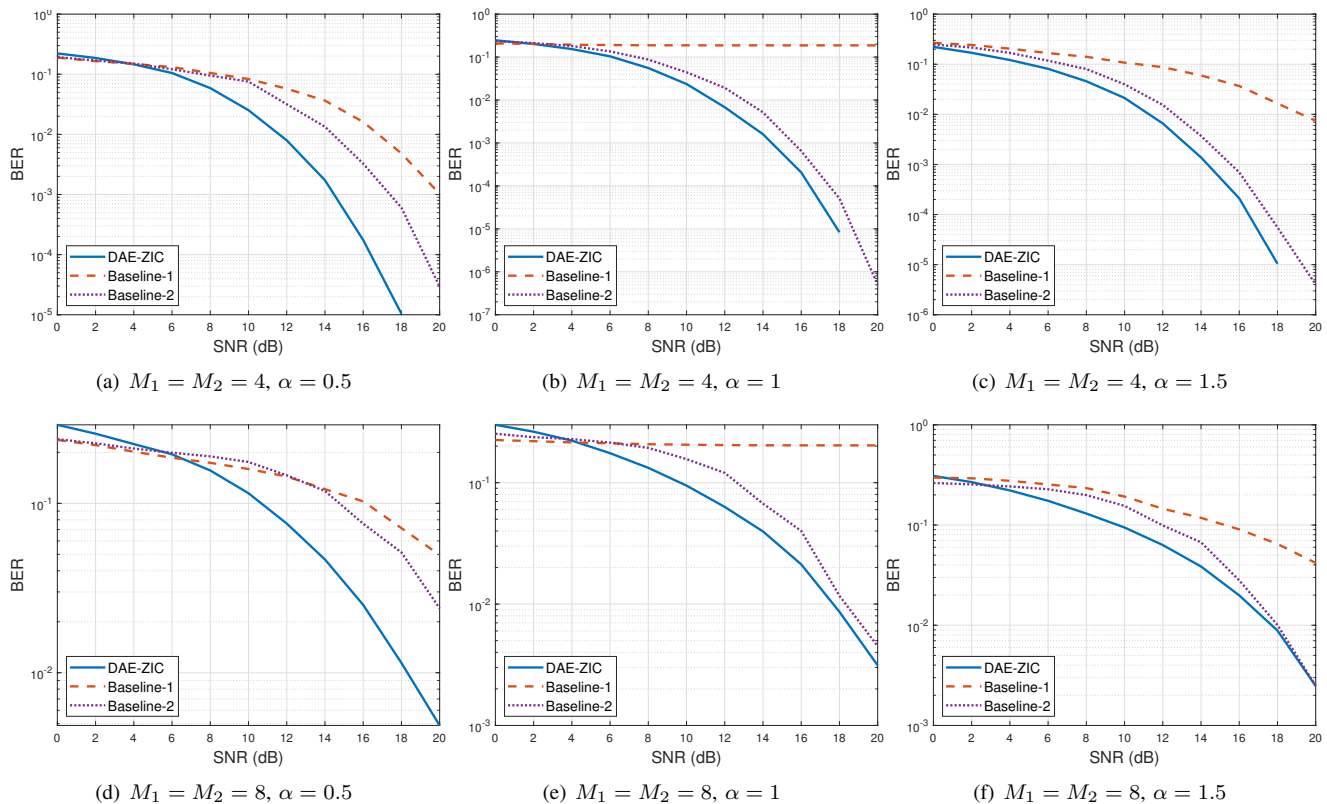 10^0
10^-1
10^-2
10^-3
10^-4
10^-5
BER
0 2 4 6 8 10 12 14 16 18 20
SNR (dB)
DAE-ZIC
Baseline-1
Baseline-2
(a) M₁ = M₂ = 4, α = 0.5
10^0
10^-1
10^-2
10^-3
10^-4
10^-5
10^-6
10^-7
BER
0 2 4 6 8 10 12 14 16 18 20
SNR (dB)
DAE-ZIC
Baseline-1
Baseline-2
(b) M₁ = M₂ = 4, α = 1
10^0
10^-1
10^-2
10^-3
10^-4
10^-5
10^-6
BER
0 2 4 6 8 10 12 14 16 18 20
SNR (dB)
DAE-ZIC
Baseline-1
Baseline-2
(c) M₁ = M₂ = 4, α = 1.5
10^-1
10^-2
BER
0 2 4 6 8 10 12 14 16 18 20
SNR (dB)
DAE-ZIC
Baseline-1
Baseline-2
(d) M₁ = M₂ = 8, α = 0.5
10^-1
10^-2
10^-3
BER
0 2 4 6 8 10 12 14 16 18 20
SNR (dB)
DAE-ZIC
Baseline-1
Baseline-2
(e) M₁ = M₂ = 8, α = 1
10^0
10^-1
10^-2
10^-3
BER
0 2 4 6 8 10 12 14 16 18 20
SNR (dB)
DAE-ZIC
Baseline-1
Baseline-2
(f) M₁ = M₂ = 8, α = 1.5